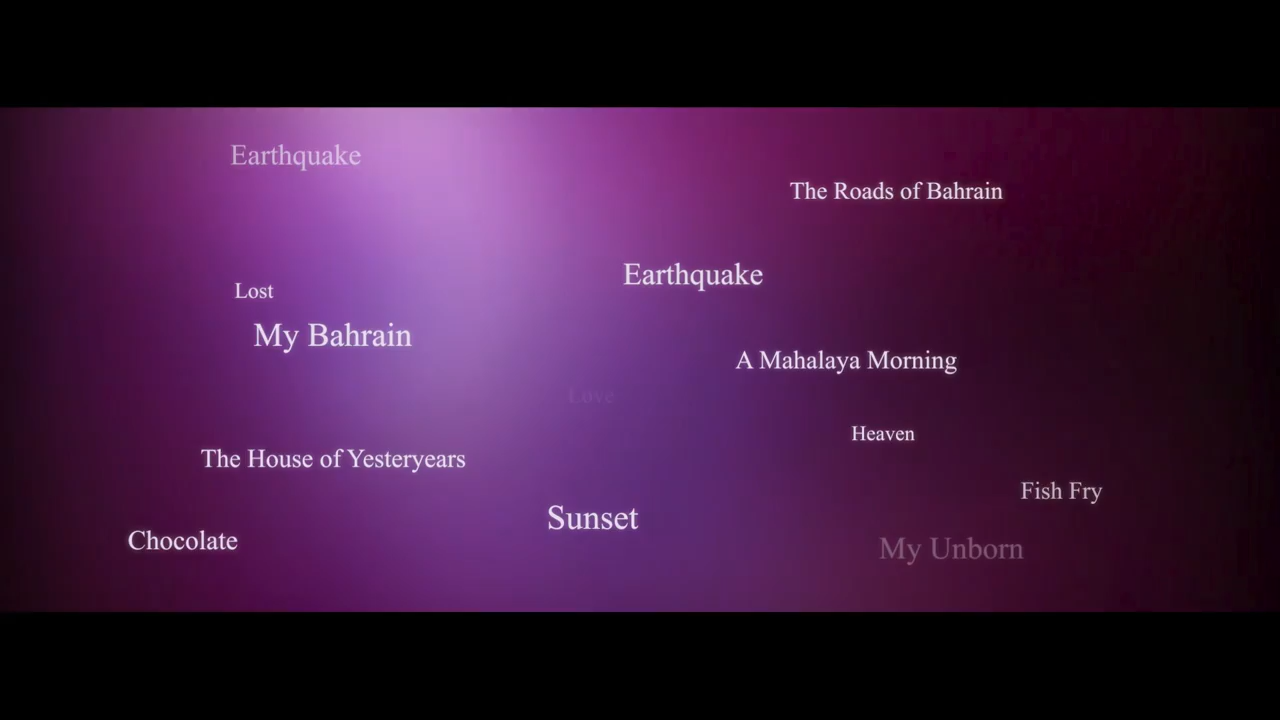 Earthquake
The Roads of Bahrain
Earthquake
Lost
My Bahrain
A Mahalaya Morning
Love
Heaven
The House of Yesteryears
Fish Fry
Sunset
Chocolate
My Unborn